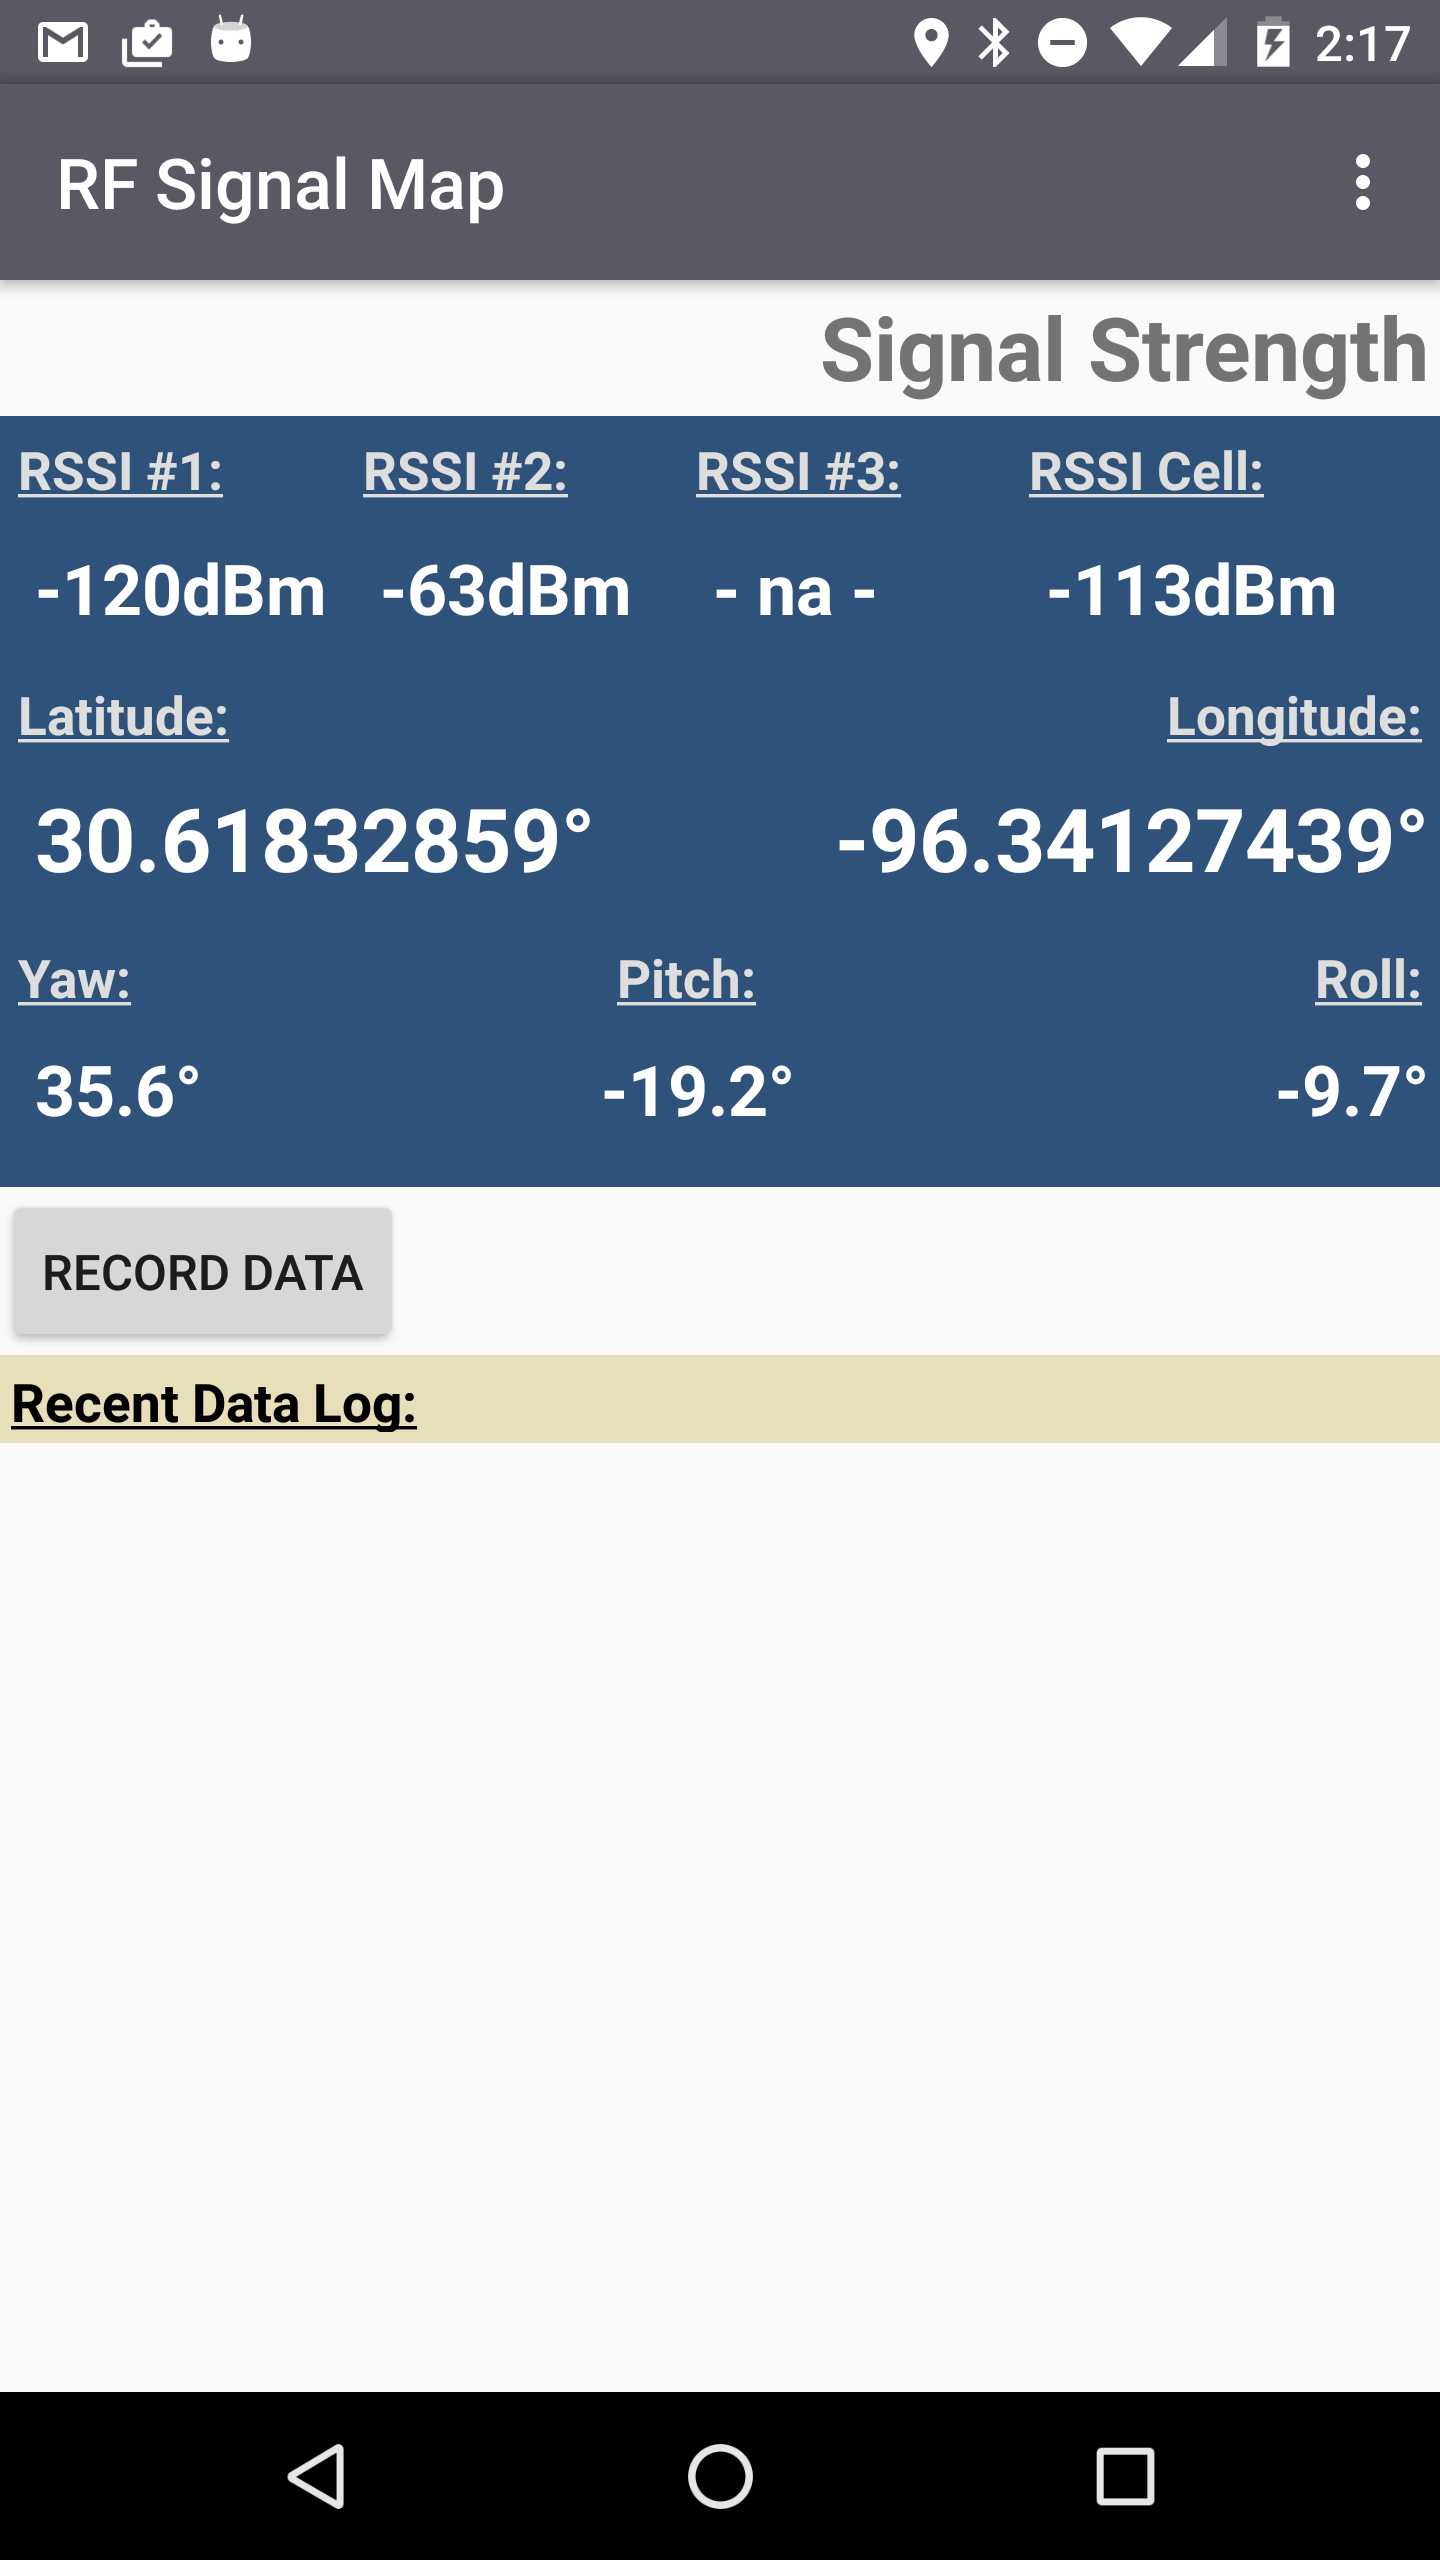 2:17
RF Signal Map
Signal Strength
RSSI #1: RSSI #2: RSSI #3: RSSI Cell:
-120dBm -63dBm - na - -113dBm
Latitude: Longitude:
30.61832859° -96.34127439°
Yaw: Pitch: Roll:
35.6° -19.2° -9.7°
RECORD DATA
Recent Data Log: